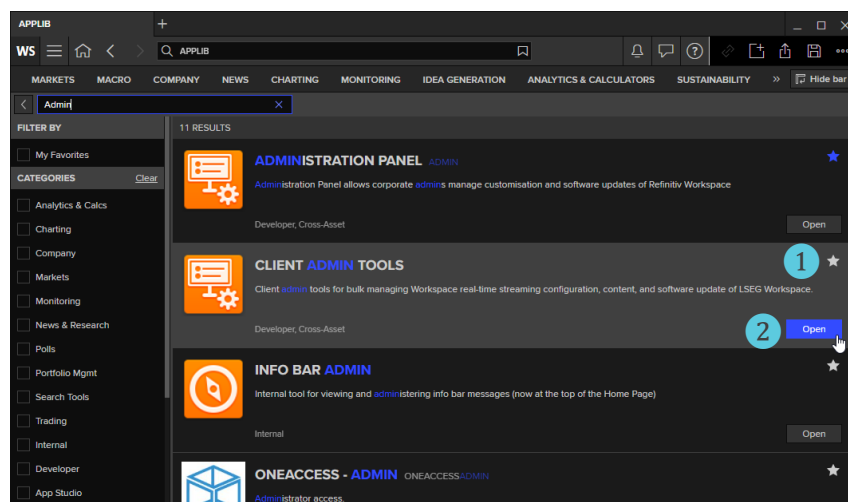 APPLIB
WS
APPLIB
MARKETS MACRO COMPANY NEWS CHARTING MONITORING IDEA GENERATION ANALYTICS & CALCULATORS SUSTAINABILITY Hide bar
Admin
FILTER BY
My Favorites
CATEGORIES Clear
Analytics & Calcs
Charting
Company
Markets
Monitoring
News & Research
Polls
Portfolio Mgmt
Search Tools
Trading
Internal
Developer
App Studio
11 RESULTS
ADMINISTRATION PANEL ADMIN
Administration Panel allows corporate admins manage customisation and software updates of Refinitiv Workspace
Developer, Cross-Asset
Open
CLIENT ADMIN TOOLS
1
Client admin tools for bulk managing Workspace real-time streaming configuration, content, and software update of LSEG Workspace.
Developer, Cross-Asset
2
Open
INFO BAR ADMIN
Internal tool for viewing and administering info bar messages (now at the top of the Home Page)
Internal
Open
ONEACCESS - ADMIN ONEACCESSADMIN
Administrator access.